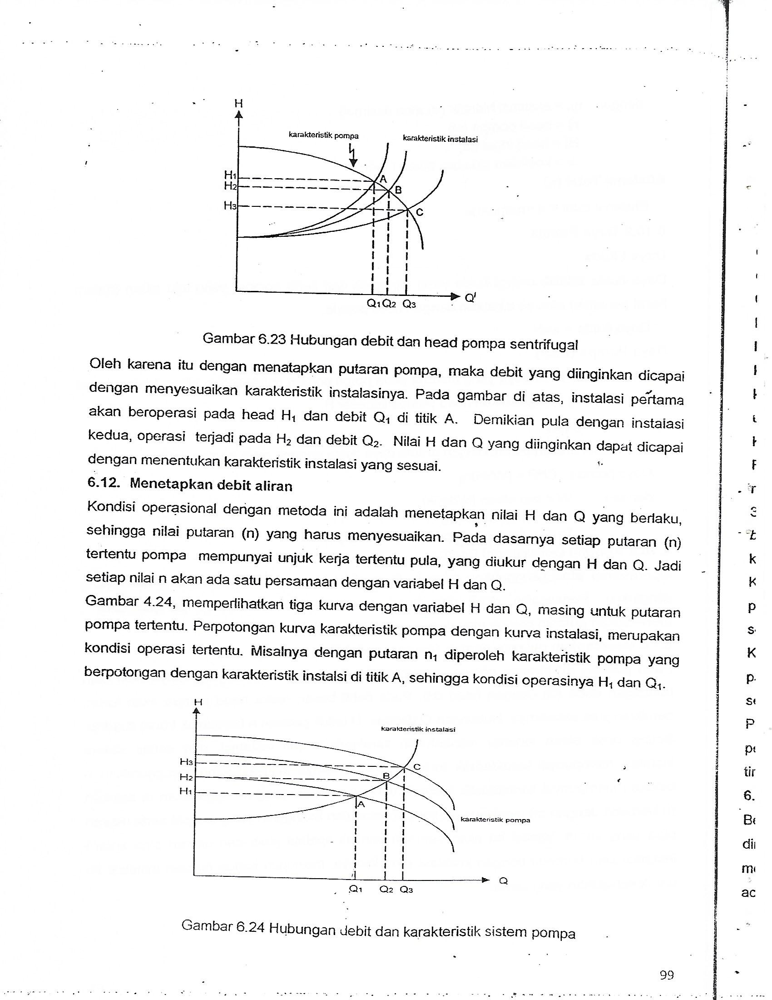 H
karakteristik pompa
karakteristik instalasi
H1
A
H2
B
H3
C
Q'
Q1 Q2 Q3
Gambar 6.23 Hubungan debit dan head pompa sentrifugal
Oleh karena itu dengan menatapkan putaran pompa, maka debit yang diinginkan dicapai
dengan menyesuaikan karakteristik instalasinya. Pada gambar di atas, instalasi pertama
akan beroperasi pada head H₁ dan debit Q₁ di titik A. Demikian pula dengan instalasi
kedua, operasi terjadi pada H₂ dan debit Q₂. Nilai H dan Q yang diinginkan dapat dicapai
dengan menentukan karakteristik instalasi yang sesuai.
6.12. Menetapkan debit aliran
Kondisi operasional dengan metoda ini adalah menetapkan nilai H dan Q yang berlaku,
sehingga nilai putaran (n) yang harus menyesuaikan. Pada dasarnya setiap putaran (n)
tertentu pompa mempunyai unjuk kerja tertentu pula, yang diukur dengan H dan Q. Jadi
setiap nilai n akan ada satu persamaan dengan variabel H dan Q.
Gambar 4.24, memperlihatkan tiga kurva dengan variabel H dan Q, masing untuk putaran
pompa tertentu. Perpotongan kurva karakteristik pompa dengan kurva instalasi, merupakan
kondisi operasi tertentu. Misalnya dengan putaran n₁ diperoleh karakteristik pompa yang
berpotongan dengan karakteristik instalsi di titik A, sehingga kondisi operasinya H₁ dan Q₁.
H
karakteristik instalasi
H3
C
H2
B
H1
A
karakteristik pompa
Q
Q1 Q2 Q3
Gambar 6.24 Hubungan debit dan karakteristik sistem pompa
99